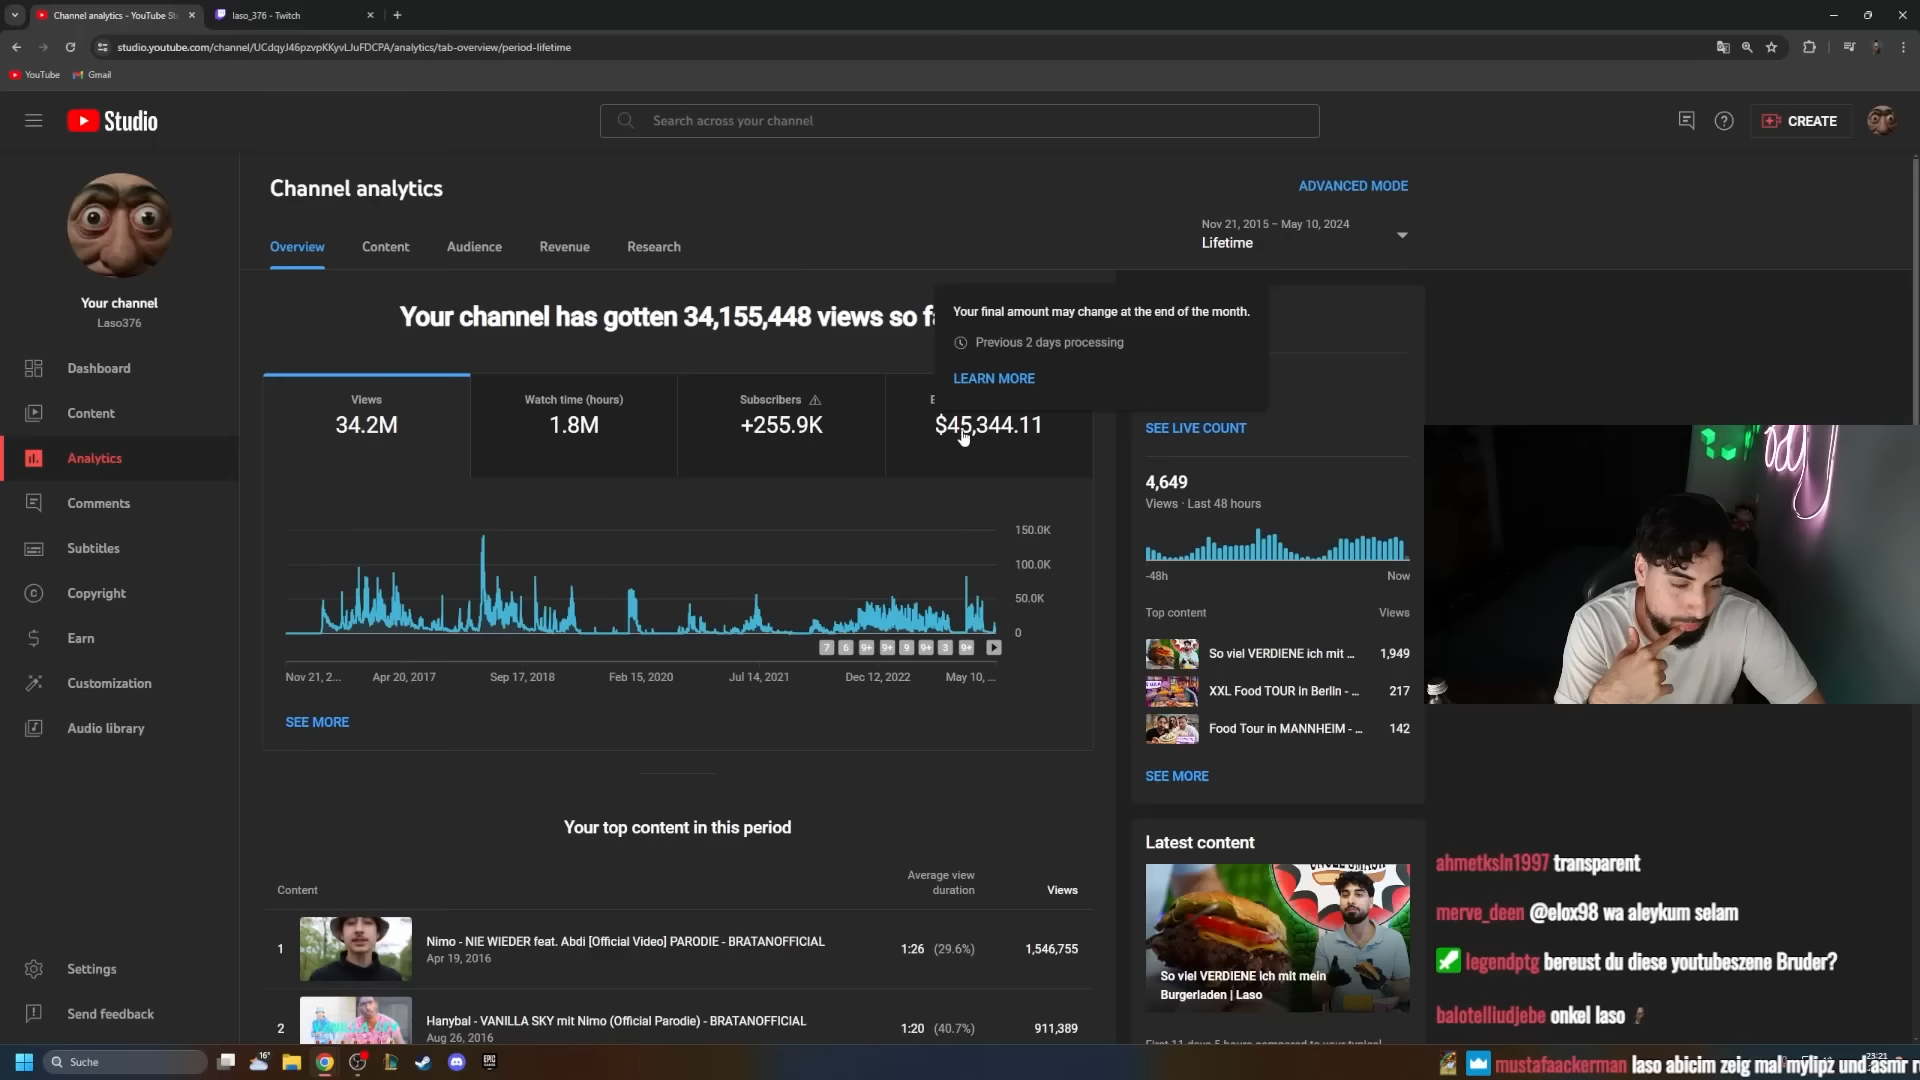 Channel analytics - YouTube St
laso_376 - Twitch
studio.youtube.com/channel/UCdqyJ46pzvpKKyvLJuFDCPA/analytics/tab-overview/period-lifetime
YouTube
Gmail
Studio
Search across your channel
CREATE
Your channel
Laso376
Dashboard
Content
Analytics
Comments
Subtitles
Copyright
Earn
Customization
Audio library
Settings
Send feedback
Channel analytics
ADVANCED MODE
Nov 21, 2015 – May 10, 2024
Lifetime
Overview
Content
Audience
Revenue
Research
Your channel has gotten 34,155,448 views so fa
Your final amount may change at the end of the month.
Previous 2 days processing
LEARN MORE
Views
34.2M
Watch time (hours)
1.8M
Subscribers
+255.9K
$45,344.11
150.0K
100.0K
50.0K
0
7 6 9+ 9+ 9 9+ 3 9+
Nov 21, 2... Apr 20, 2017 Sep 17, 2018 Feb 15, 2020 Jul 14, 2021 Dec 12, 2022 May 10, ...
SEE MORE
Your top content in this period
Content
Average view
duration
Views
1
Nimo - NIE WIEDER feat. Abdi [Official Video] PARODIE - BRATANOFFICIAL
Apr 19, 2016
1:26 (29.6%)
1,546,755
2
Hanybal - VANILLA SKY mit Nimo (Official Parodie) - BRATANOFFICIAL
Aug 26, 2016
1:20 (40.7%)
911,389
SEE LIVE COUNT
4,649
Views · Last 48 hours
-48h
Now
Top content
Views
So viel VERDIENE ich mit ...
1,949
XXL Food TOUR in Berlin - ...
217
Food Tour in MANNHEIM - ...
142
SEE MORE
Latest content
So viel VERDIENE ich mit mein
Burgerladen | Laso
ahmetksln1997 transparent
merve_deen @elox98 wa aleykum selam
legendptg bereust du diese youtubeszene Bruder?
balotelliudjebe onkel laso
mustafaackerman laso abicim zeig mal mylipz und asmr r
Suche
16°
23:21